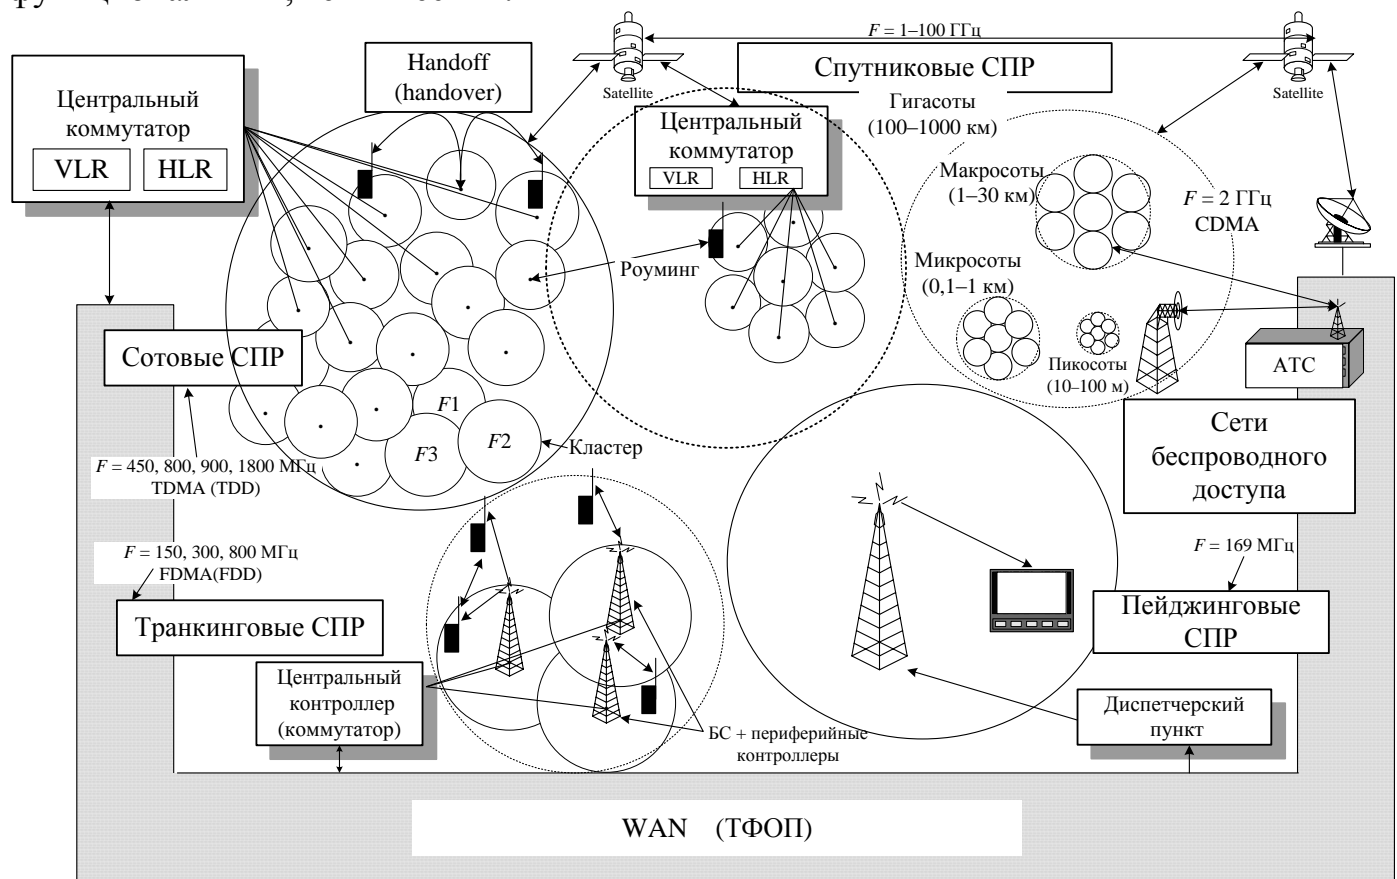 F = 1–100 ГГц
Handoff
(handover)
Спутниковые СПР
Центральный
коммутатор
VLR HLR
Satellite
Satellite
Гигасоты
(100–1000 км)
Центральный
коммутатор
VLR HLR
Макросоты
(1–30 км)
F = 2 ГГц
CDMA
Роуминг
Микросоты
(0,1–1 км)
Сотовые СПР
Пикосоты
(10–100 м)
АТС
F1
F2
F3
Кластер
Сети
беспроводного
доступа
F = 450, 800, 900, 1800 МГц
TDMA (TDD)
F = 150, 300, 800 МГц
FDMA(FDD)
F = 169 МГц
Транкинговые СПР
Пейджинговые
СПР
Центральный
контроллер
(коммутатор)
Диспетчерский
пункт
БС + периферийные
контроллеры
WAN (ТФОП)